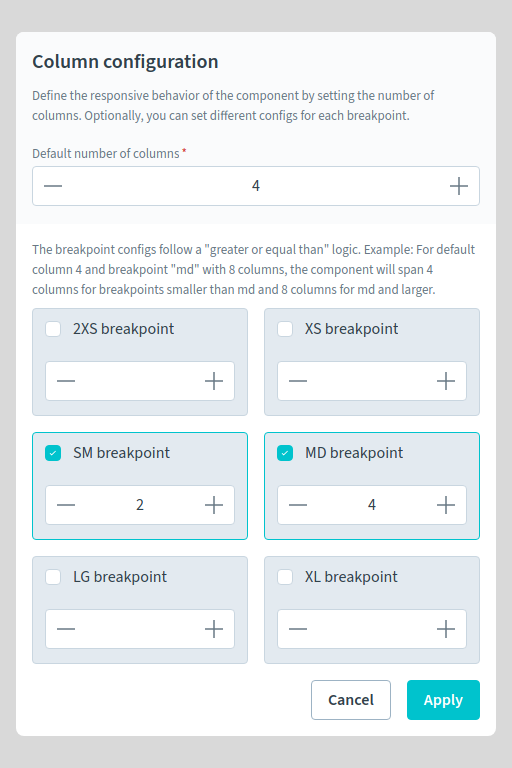 Column configuration
Define the responsive behavior of the component by setting the number of
columns. Optionally, you can set different configs for each breakpoint.
Default number of columns *
4
The breakpoint configs follow a "greater or equal than" logic. Example: For default
column 4 and breakpoint "md" with 8 columns, the component will span 4
columns for breakpoints smaller than md and 8 columns for md and larger.
2XS breakpoint
XS breakpoint
SM breakpoint
MD breakpoint
2
4
LG breakpoint
XL breakpoint
Cancel
Apply